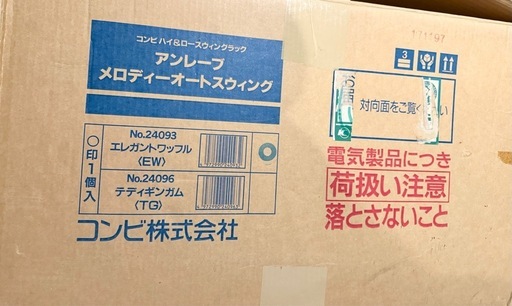 コンビ ハイ&ロースウィングラック
アンレーブ
メロディーオートスウィング
○印1個入
No.24093
エレガントワッフル
(EW)
No.24096
テディギンガム
(TG)
コンビ株式会社
171197
3
対向面をご覧ください
電気製品につき
荷扱い注意
落とさないこと